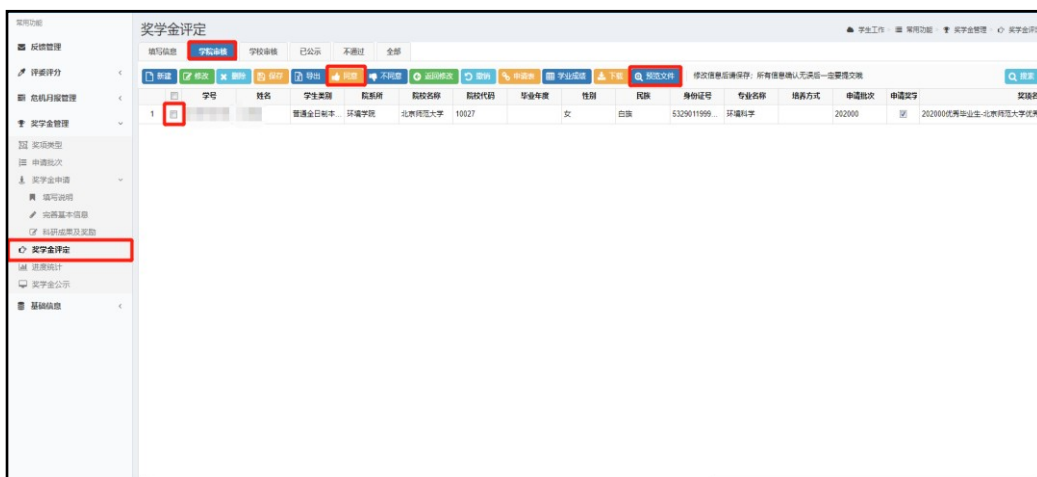 常用功能
奖学金评定
学生工作 常用功能 奖学金管理 奖学金评
反馈管理
填写信息 学院审核 学校审核 已公示 不通过 全部
评委评分
新建 修改 删除 保存 导出 同意 不同意 返回修改 撤销 申请表 学业成绩 下载 预览文件 修改信息后请保存；所有信息确认无误后一定要提交哦 搜索
危机月报管理
学号 姓名 学生类别 院系所 院校名称 院校代码 毕业年度 性别 民族 身份证号 专业名称 培养方式 申请批次 申请奖学 奖项名
1 普通全日制本... 环境学院 北京师范大学 10027 女 白族 5329011999... 环境科学 202000 202000优秀毕业生-北京师范大学优秀
奖学金管理
奖项类型
申请批次
奖学金申请
填写说明
完善基本信息
科研成果及奖励
奖学金评定
进展统计
奖学金公示
基础信息